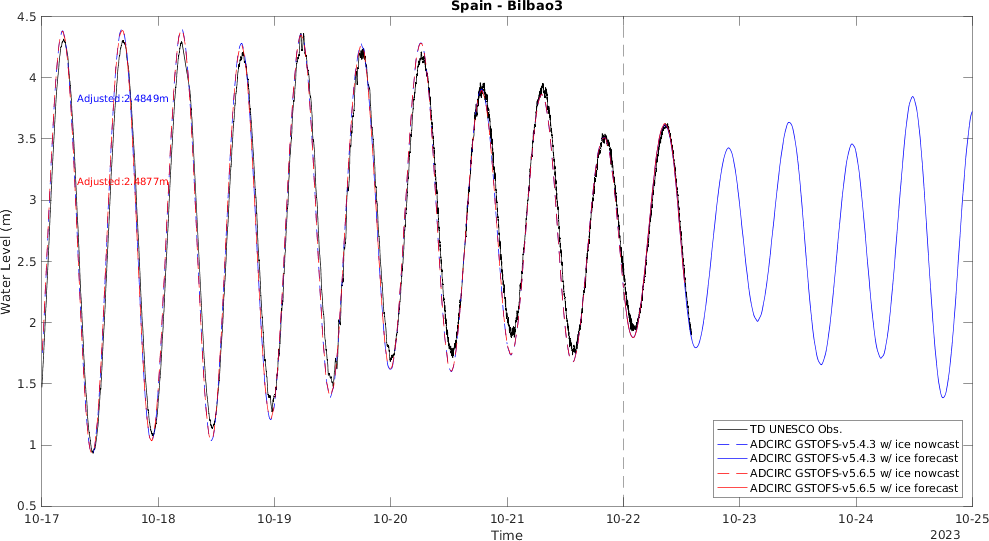 Spain - Bilbao3
4.5
4
3.5
3
2.5
2
1.5
1
0.5
Water Level (m)
Adjusted:2.4849m
Adjusted:2.4877m
TD UNESCO Obs.
ADCIRC GSTOFS-v5.4.3 w/ ice nowcast
ADCIRC GSTOFS-v5.4.3 w/ ice forecast
ADCIRC GSTOFS-v5.6.5 w/ ice nowcast
ADCIRC GSTOFS-v5.6.5 w/ ice forecast
10-17 10-18 10-19 10-20 10-21 10-22 10-23 10-24 10-25
Time
2023